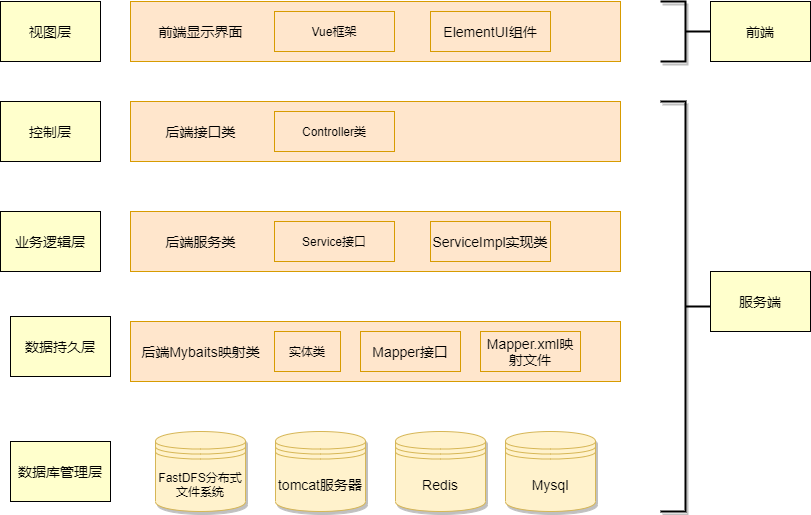 视图层
前端显示界面
Vue框架
ElementUI组件
前端
控制层
后端接口类
Controller类
业务逻辑层
后端服务类
Service接口
ServiceImpl实现类
服务端
数据持久层
后端Mybaits映射类
实体类
Mapper接口
Mapper.xml映
射文件
数据库管理层
FastDFS分布式
文件系统
tomcat服务器
Redis
Mysql